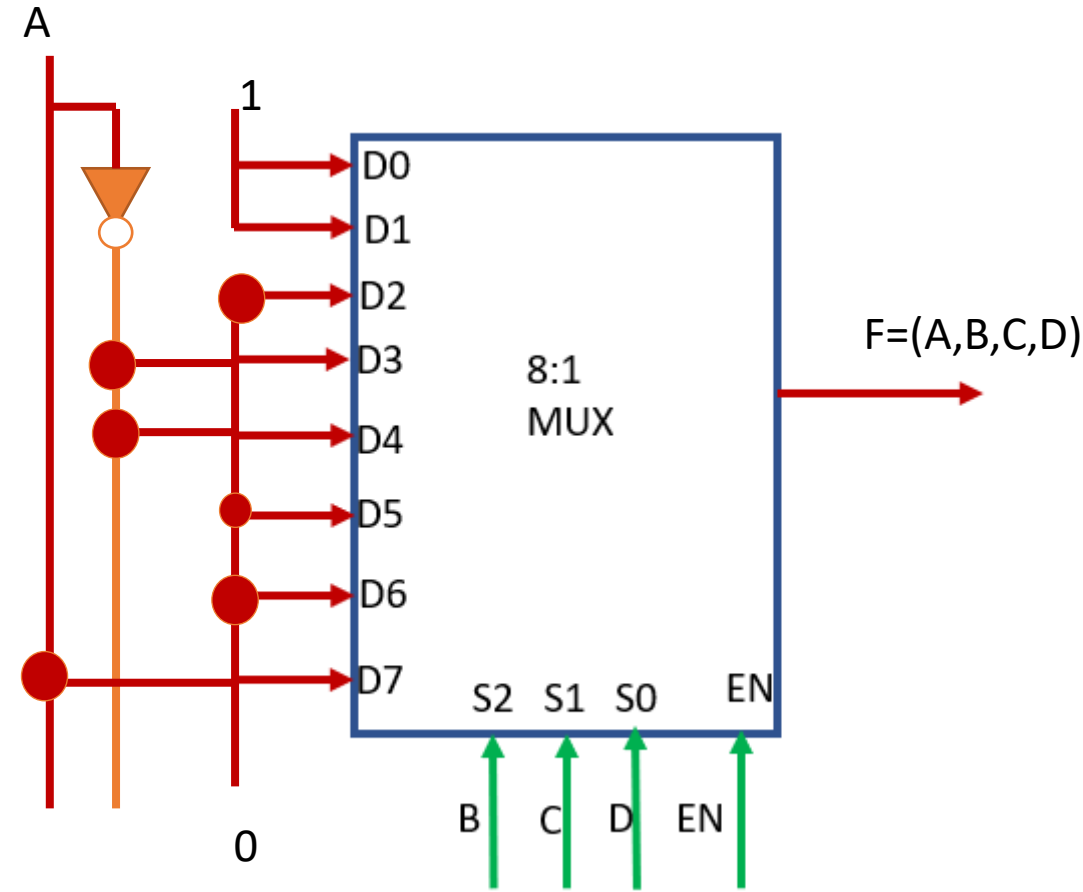 A
1
D0
D1
D2
D3
D4
D5
D6
D7
8:1
MUX
F=(A,B,C,D)
S2 S1 S0 EN
B C D EN
0